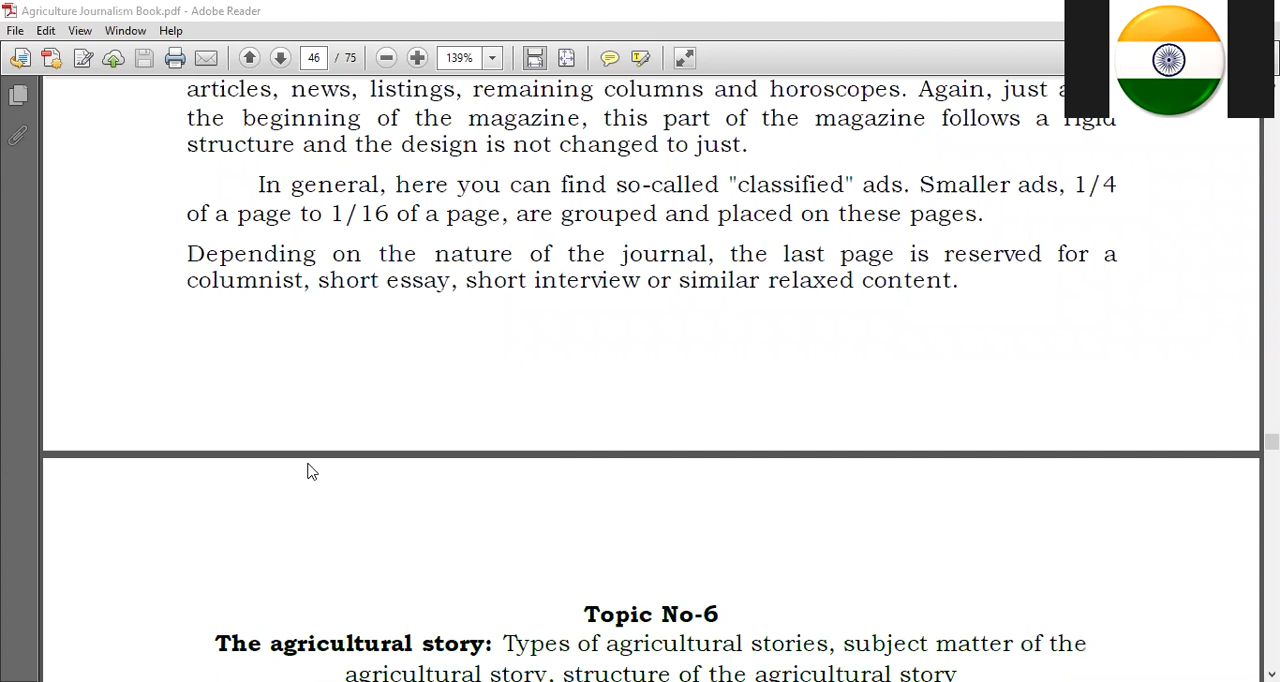 Agriculture Journalism Book.pdf - Adobe Reader
File Edit View Window Help
46 / 75 139%
articles, news, listings, remaining columns and horoscopes. Again, just
the beginning of the magazine, this part of the magazine follows a rigid
structure and the design is not changed to just.
In general, here you can find so-called "classified" ads. Smaller ads, 1/4
of a page to 1/16 of a page, are grouped and placed on these pages.
Depending on the nature of the journal, the last page is reserved for a
columnist, short essay, short interview or similar relaxed content.
Topic No-6
The agricultural story: Types of agricultural stories, subject matter of the
agricultural story, structure of the agricultural story